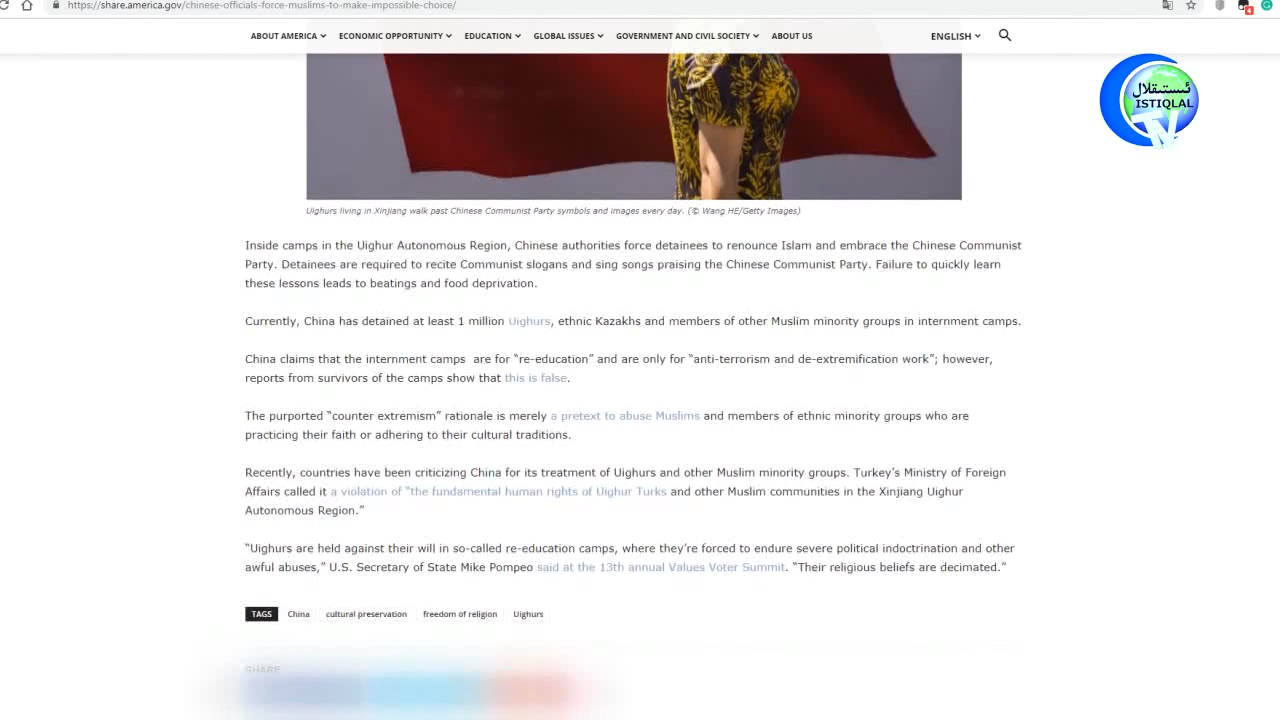 https://share.america.gov/chinese-officials-force-muslims-to-make-impossible-choice/
4
ABOUT AMERICA ECONOMIC OPPORTUNITY EDUCATION GLOBAL ISSUES GOVERNMENT AND CIVIL SOCIETY ABOUT US ENGLISH
ئىستىقلال
ISTIQLAL
TV
Uighurs living in Xinjiang walk past Chinese Communist Party symbols and images every day. (© Wang HE/Getty Images)
Inside camps in the Uighur Autonomous Region, Chinese authorities force detainees to renounce Islam and embrace the Chinese Communist
Party. Detainees are required to recite Communist slogans and sing songs praising the Chinese Communist Party. Failure to quickly learn
these lessons leads to beatings and food deprivation.
Currently, China has detained at least 1 million Uighurs, ethnic Kazakhs and members of other Muslim minority groups in internment camps.
China claims that the internment camps are for “re-education” and are only for “anti-terrorism and de-extremification work”; however,
reports from survivors of the camps show that this is false.
The purported “counter extremism” rationale is merely a pretext to abuse Muslims and members of ethnic minority groups who are
practicing their faith or adhering to their cultural traditions.
Recently, countries have been criticizing China for its treatment of Uighurs and other Muslim minority groups. Turkey’s Ministry of Foreign
Affairs called it a violation of “the fundamental human rights of Uighur Turks and other Muslim communities in the Xinjiang Uighur
Autonomous Region.”
“Uighurs are held against their will in so-called re-education camps, where they’re forced to endure severe political indoctrination and other
awful abuses,” U.S. Secretary of State Mike Pompeo said at the 13th annual Values Voter Summit. “Their religious beliefs are decimated.”
TAGS China cultural preservation freedom of religion Uighurs
SHARE